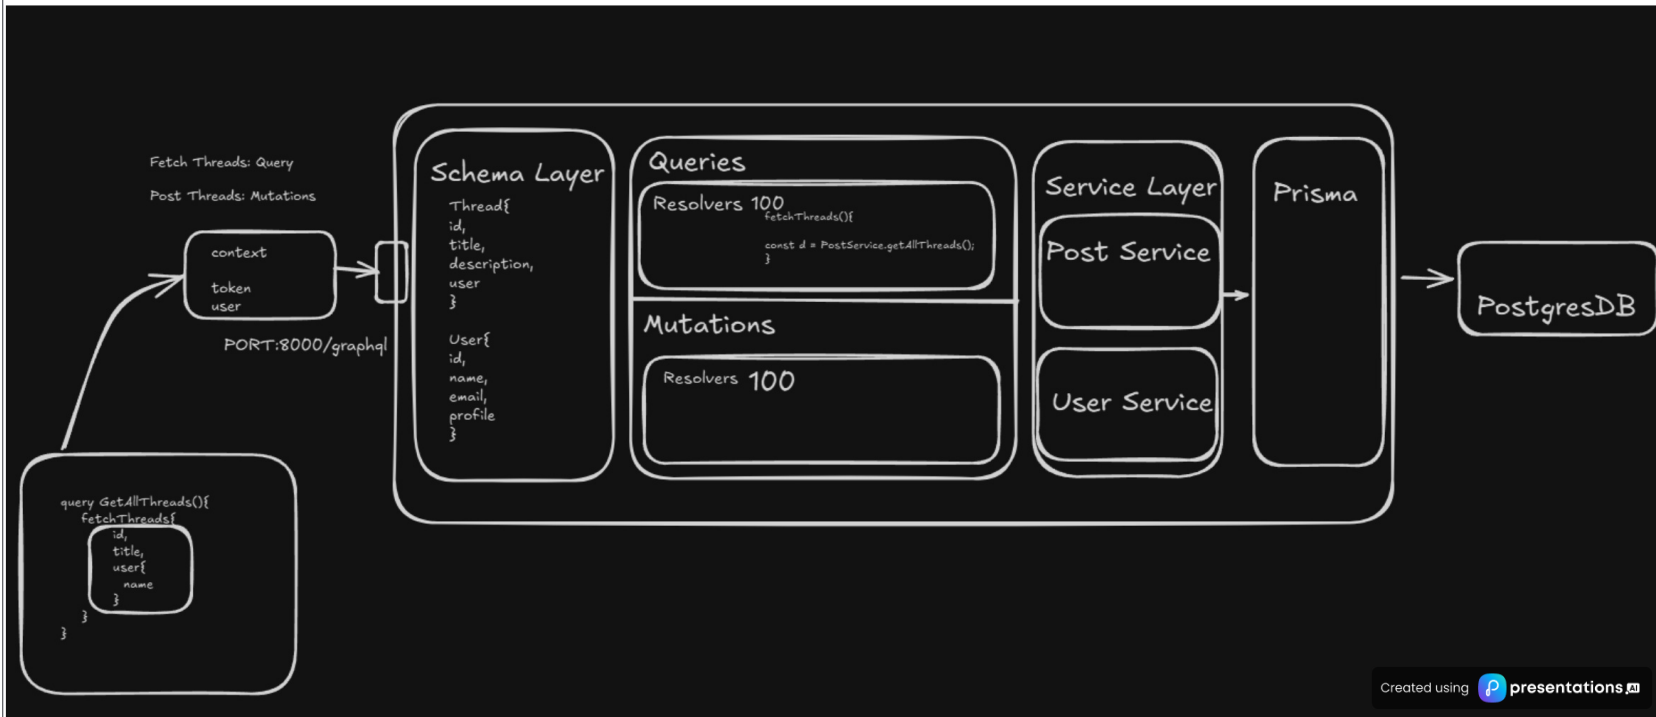 Fetch Threads: Query
Post Threads: Mutations
context
token
user
PORT:8000/graphql
query GetAllThreads(){
fetchThreads{
id,
title,
user{
name
}
}
}
Schema Layer
Thread{
id,
title,
description,
user
}
User{
id,
name,
email,
profile
}
Queries
Resolvers 100
fetchThreads(){
const d = PostService.getAllThreads();
}
Mutations
Resolvers 100
Service Layer
Post Service
User Service
Prisma
PostgresDB
Created using presentations.AI